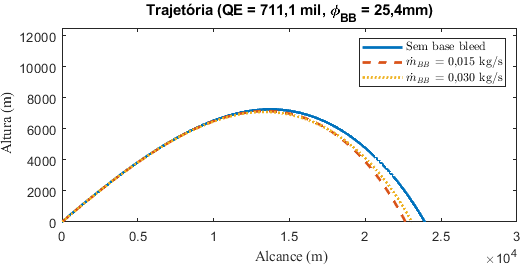 Trajetória (QE = 711,1 mil, ϕBB = 25,4mm)
12000
10000
8000
6000
4000
2000
0
Altura (m)
Sem base bleed
ṁBB = 0,015 kg/s
ṁBB = 0,030 kg/s
0 0.5 1 1.5 2 2.5 3
Alcance (m)
×10⁴